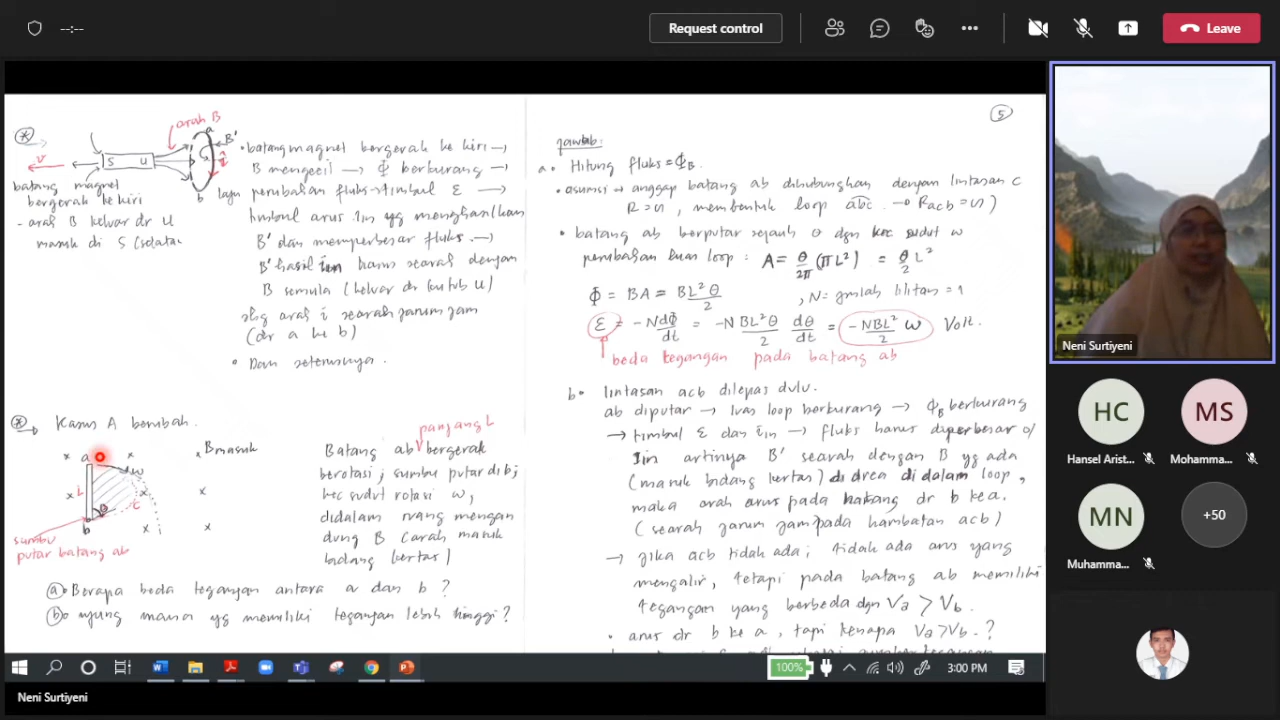 --:--
Request control
Leave
5
arah B
a
B'
v
S U
i
b
batang magnet
bergerak ke kiri
- arah B keluar dr U
masuk di S (selatan
• batang magnet bergerak ke kiri →
B mengecil → Φ berkurang →
laju perubahan fluks → timbul ε →
timbul arus iin yg menghasilkan
B' dan memperbesar fluks. →
B' hasil iin harus searah dengan
B semula (keluar dr kutub U)
shg arah i searah jarum jam
(dr a ke b)
• Dan seterusnya.
Kasus A berubah.
a
ω
B masuk
L
θ
c
b
sumbu
putar batang ab
panjang L
Batang ab bergerak
berotasi; sumbu putar di b;
kec sudut rotasi ω,
didalam ruang mengan
dung B (arah masuk
bidang kertas)
a. Berapa beda tegangan antara a dan b ?
b. ujung mana yg memiliki tegangan lebih tinggi ?
jawab:
a. Hitung fluks = ΦB.
• asumsi → anggap batang ab dihubungkan dengan lintasan c
R = ∽, membentuk loop abc. → Racb = ∽)
• batang ab berputar sejauh θ dgn kec sudut ω
perubahan luas loop : A = θ/2π (πL²) = θ/2 L²
Φ = BA = BL²θ/2 , N = jmlah lilitan = 1
ε = -N dΦ/dt = -N BL²θ/2 dθ/dt = -NBL²/2 ω Volt.
beda tegangan pada batang ab
b. lintasan acb dilepas dulu.
ab diputar → luas loop berkurang → ΦB berkurang
→ timbul ε dan iin → fluks harus diperbesar o/
Iin artinya B' searah dengan B yg ada
(masuk bidang kertas) di area di dalam loop,
maka arah arus pada batang dr b ke a.
(searah jarum jam pada hambatan acb)
→ jika acb tidak ada; tidak ada arus yang
mengalir, tetapi pada batang ab memiliki
tegangan yang berbeda dgn Va > Vb.
• arus dr b ke a, tapi kenapa Va > Vb. ?
Neni Surtiyeni
HC
Hansel Arist...
MS
Mohamma...
MN
Muhamma...
+50
100%
3:00 PM
Neni Surtiyeni